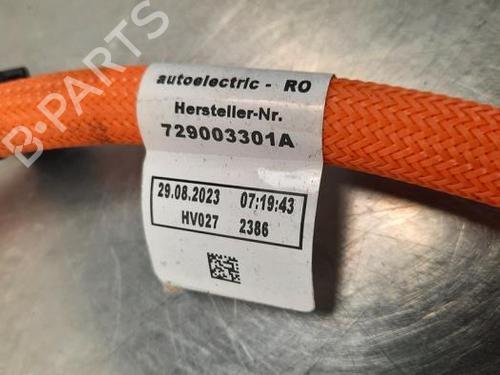 B-PARTS
autoelectric - RO
Hersteller-Nr.
729003301A
29.08.2023 07:19:43
HV027 2386